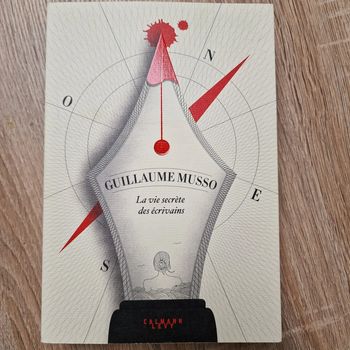 N
O
GUILLAUME MUSSO
La vie secrète
des écrivains
E
S
CALMANN
LEVY